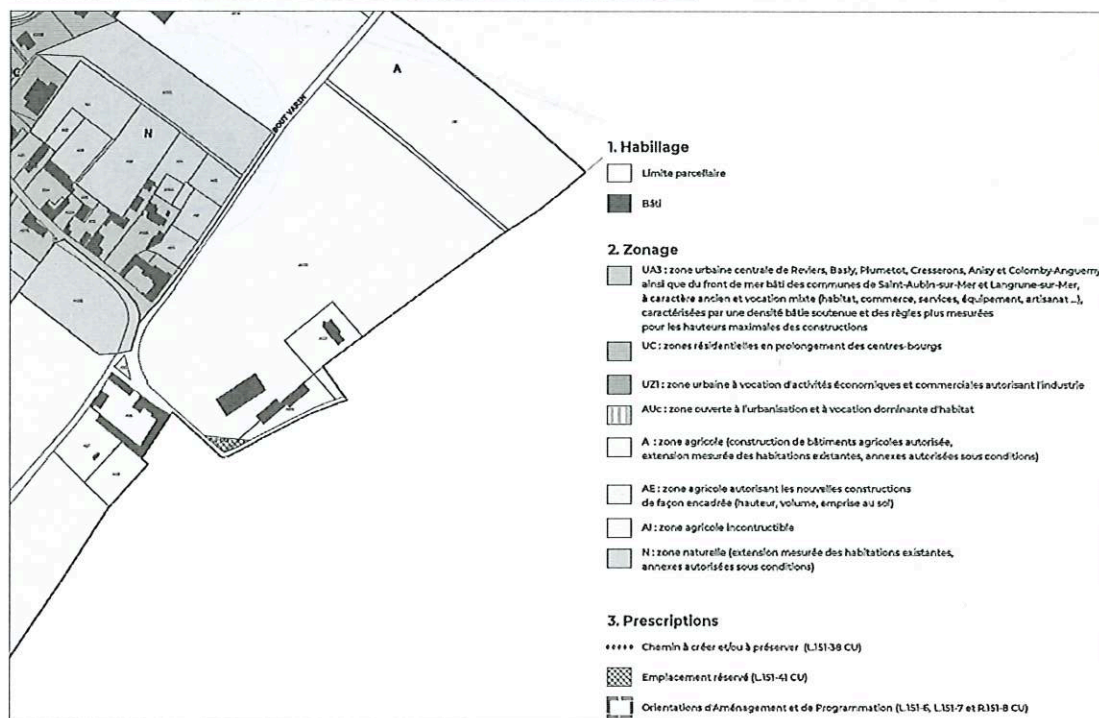 A
BOUT VARIN
N
C
1. Habillage
Limite parcellaire
Bâti
2. Zonage
UA3 : zone urbaine centrale de Reviers, Basly, Plumetot, Cresserons, Anisy et Colomby-Anguerny
ainsi que du front de mer bâti des communes de Saint-Aubin-sur-Mer et Langrune-sur-Mer,
à caractère ancien et vocation mixte (habitat, commerce, services, équipement, artisanat ...),
caractérisées par une densité bâtie soutenue et des règles plus mesurées
pour les hauteurs maximales des constructions
UC : zones résidentielles en prolongement des centres-bourgs
UZ1 : zone urbaine à vocation d'activités économiques et commerciales autorisant l'industrie
AUc : zone ouverte à l'urbanisation et à vocation dominante d'habitat
A : zone agricole (construction de bâtiments agricoles autorisée,
extension mesurée des habitations existantes, annexes autorisées sous conditions)
AE : zone agricole autorisant les nouvelles constructions
de façon encadrée (hauteur, volume, emprise au sol)
AI : zone agricole inconctructible
N : zone naturelle (extension mesurée des habitations existantes,
annexes autorisées sous conditions)
3. Prescriptions
Chemin à créer et/ou à préserver (L.151-38 CU)
Emplacement réservé (L.151-41 CU)
Orientations d'Aménagement et de Programmation (L.151-6, L.151-7 et R.151-8 CU)